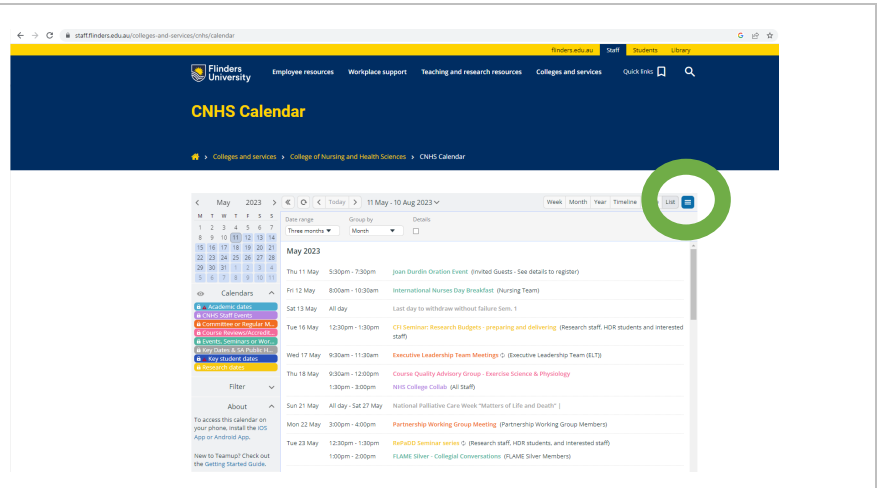 staff.flinders.edu.au/colleges-and-services/cnhs/calendar
flinders.edu.au Staff Students Library
Flinders University
Employee resources Workplace support Teaching and research resources Colleges and services Quick links
CNHS Calendar
Colleges and services › College of Nursing and Health Sciences › CNHS Calendar
May 2023
Today 11 May - 10 Aug 2023
Week Month Year Timeline List
M T W T F S S
1 2 3 4 5 6 7
8 9 10 11 12 13 14
15 16 17 18 19 20 21
22 23 24 25 26 27 28
29 30 31 1 2 3 4
5 6 7 8 9 10 11
Calendars
Academic dates
CNHS Staff Events
Committee or Regular M...
Course Reviews/Accredit...
Events, Seminars or Wor...
Key Dates & SA Public H...
Key student dates
Research dates
Filter
About
To access this calendar on
your phone, install the iOS
App or Android App.
New to Teamup? Check out
the Getting Started Guide.
Date range Group by Details
Three months Month
May 2023
Thu 11 May 5:30pm - 7:30pm Joan Durdin Oration Event (Invited Guests - See details to register)
Fri 12 May 8:00am - 10:30am International Nurses Day Breakfast (Nursing Team)
Sat 13 May All day Last day to withdraw without failure Sem. 1
Tue 16 May 12:30pm - 1:30pm CFI Seminar: Research Budgets - preparing and delivering (Research staff, HDR students and interested
staff)
Wed 17 May 9:30am - 11:30am Executive Leadership Team Meetings (Executive Leadership Team (ELT))
Thu 18 May 9:30am - 12:00pm Course Quality Advisory Group - Exercise Science & Physiology
1:30pm - 3:00pm NHS College Collab (All Staff)
Sun 21 May All day - Sat 27 May National Palliative Care Week "Matters of Life and Death" |
Mon 22 May 3:00pm - 4:00pm Partnership Working Group Meeting (Partnership Working Group Members)
Tue 23 May 12:30pm - 1:30pm RePaDD Seminar series (Research staff, HDR students, and interested staff)
1:00pm - 2:00pm FLAME Silver - Collegial Conversations (FLAME Silver Members)